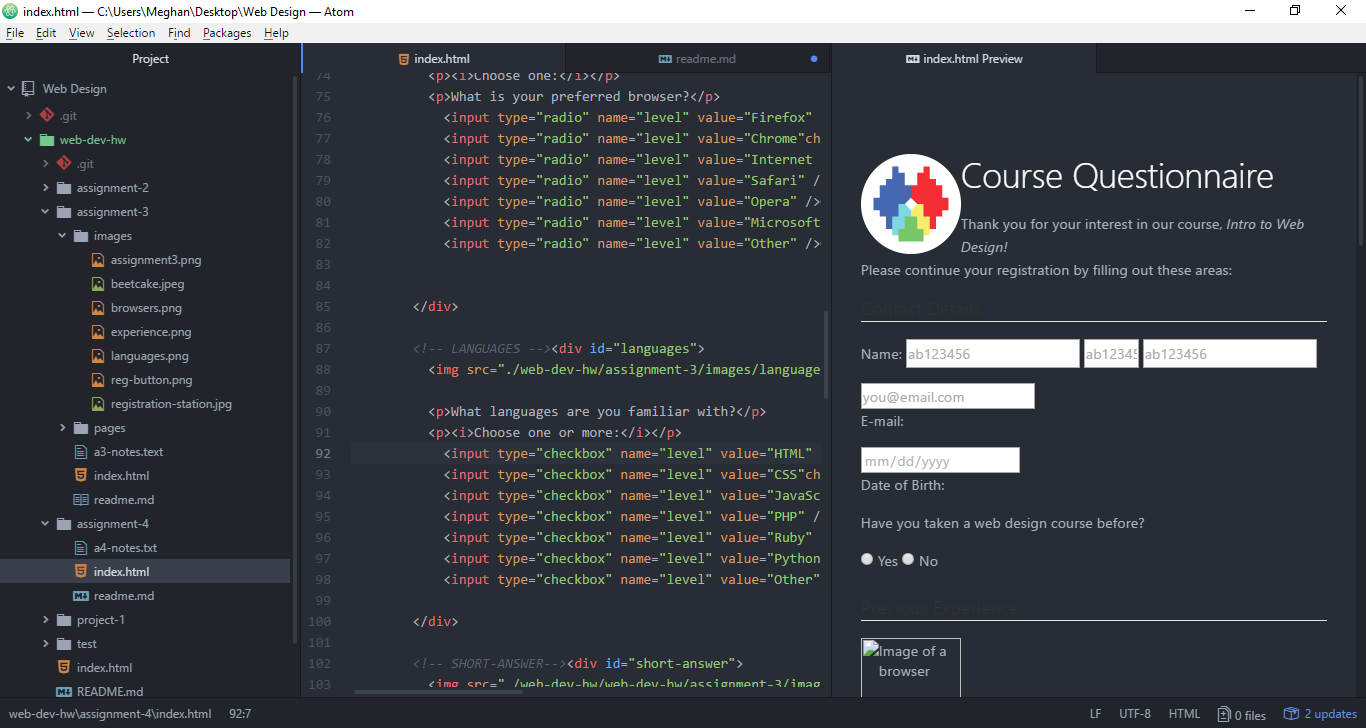 index.html — C:\Users\Meghan\Desktop\Web Design — Atom
File Edit View Selection Find Packages Help
Project
Web Design
.git
web-dev-hw
.git
assignment-2
assignment-3
images
assignment3.png
beetcake.jpeg
browsers.png
experience.png
languages.png
reg-button.png
registration-station.jpg
pages
a3-notes.text
index.html
readme.md
assignment-4
a4-notes.txt
index.html
readme.md
project-1
test
index.html
README.md
index.html readme.md
74 <p><i>Choose one:</i></p>
75 <p>What is your preferred browser?</p>
76 <input type="radio" name="level" value="Firefox"
77 <input type="radio" name="level" value="Chrome"ch
78 <input type="radio" name="level" value="Internet
79 <input type="radio" name="level" value="Safari" /
80 <input type="radio" name="level" value="Opera" />
81 <input type="radio" name="level" value="Microsoft
82 <input type="radio" name="level" value="Other" />
83
84
85 </div>
86
87 <!-- LANGUAGES --><div id="languages">
88 <img src="./web-dev-hw/assignment-3/images/language
89
90 <p>What languages are you familiar with?</p>
91 <p><i>Choose one or more:</i></p>
92 <input type="checkbox" name="level" value="HTML"
93 <input type="checkbox" name="level" value="CSS"ch
94 <input type="checkbox" name="level" value="JavaSc
95 <input type="checkbox" name="level" value="PHP" /
96 <input type="checkbox" name="level" value="Ruby"
97 <input type="checkbox" name="level" value="Python
98 <input type="checkbox" name="level" value="Other"
99
100 </div>
101
102 <!-- SHORT-ANSWER--><div id="short-answer">
103 <img src="./web-dev-hw/web-dev-hw/assignment-3/imag
index.html Preview
Course Questionnaire
Thank you for your interest in our course, Intro to Web
Design!
Please continue your registration by filling out these areas:
Contact Details
Name: ab123456 ab12345 ab123456
you@email.com
E-mail:
mm/dd/yyyy
Date of Birth:
Have you taken a web design course before?
Yes No
Previous Experience
Image of a
browser
web-dev-hw\assignment-4\index.html 92:7 LF UTF-8 HTML 0 files 2 updates